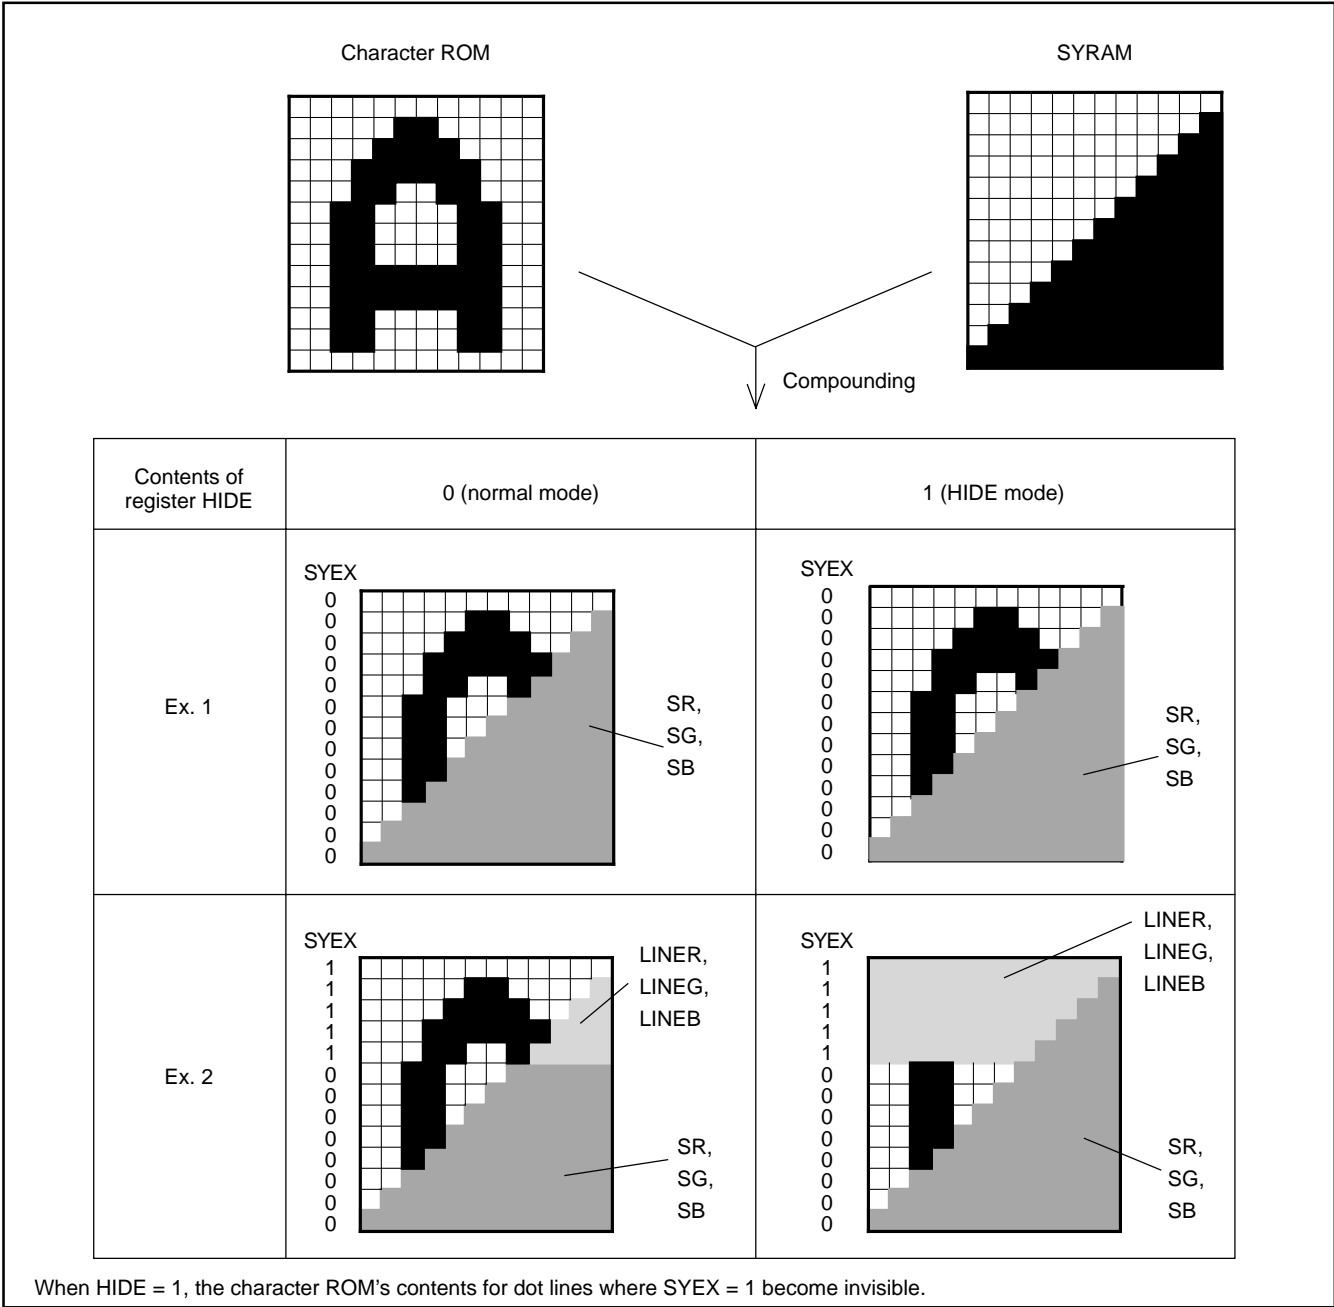 Character ROM
SYRAM
Compounding
Contents of
register HIDE
0 (normal mode)
1 (HIDE mode)
Ex. 1
SYEX
0
0
0
0
0
0
0
0
0
0
0
0
0
SR,
SG,
SB
SYEX
0
0
0
0
0
0
0
0
0
0
0
0
0
SR,
SG,
SB
Ex. 2
SYEX
1
1
1
1
1
0
0
0
0
0
0
0
0
LINER,
LINEG,
LINEB
SR,
SG,
SB
SYEX
1
1
1
1
1
0
0
0
0
0
0
0
0
LINER,
LINEG,
LINEB
SR,
SG,
SB
When HIDE = 1, the character ROM's contents for dot lines where SYEX = 1 become invisible.